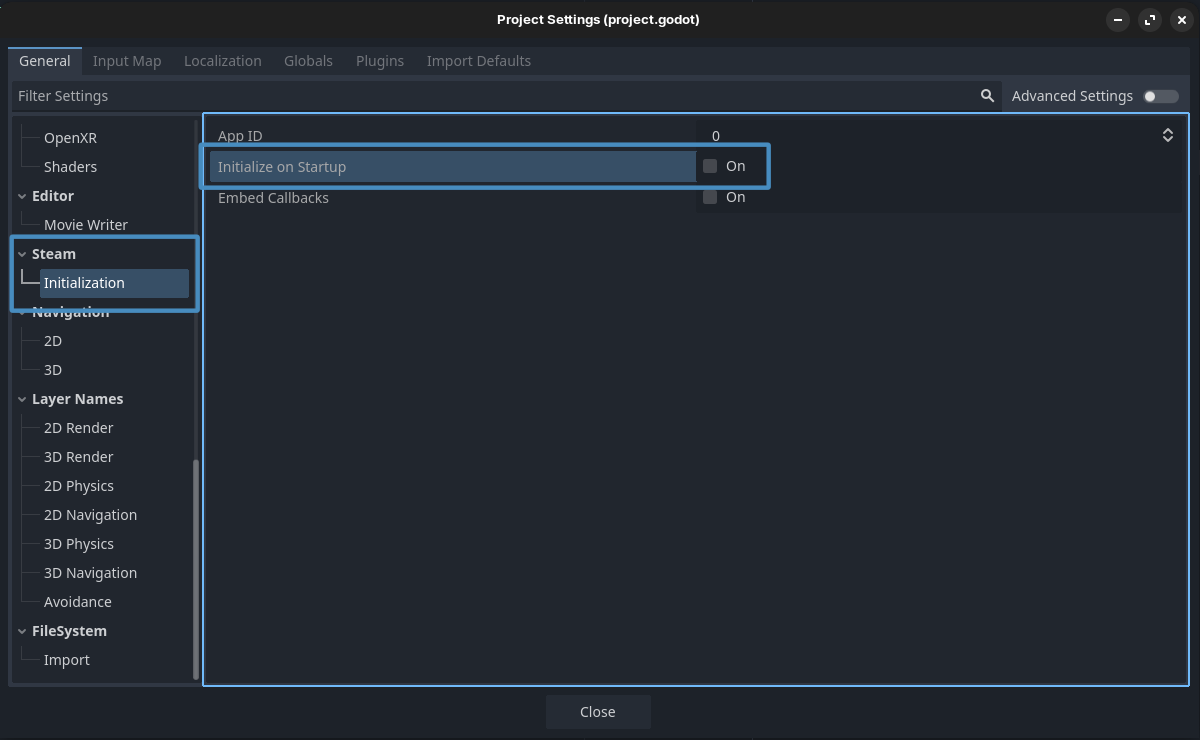 Project Settings (project.godot)
General Input Map Localization Globals Plugins Import Defaults
Filter Settings Advanced Settings
OpenXR
Shaders
Editor
Movie Writer
Steam
Initialization
Navigation
2D
3D
Layer Names
2D Render
3D Render
2D Physics
2D Navigation
3D Physics
3D Navigation
Avoidance
FileSystem
Import
App ID 0
Initialize on Startup On
Embed Callbacks On
Close